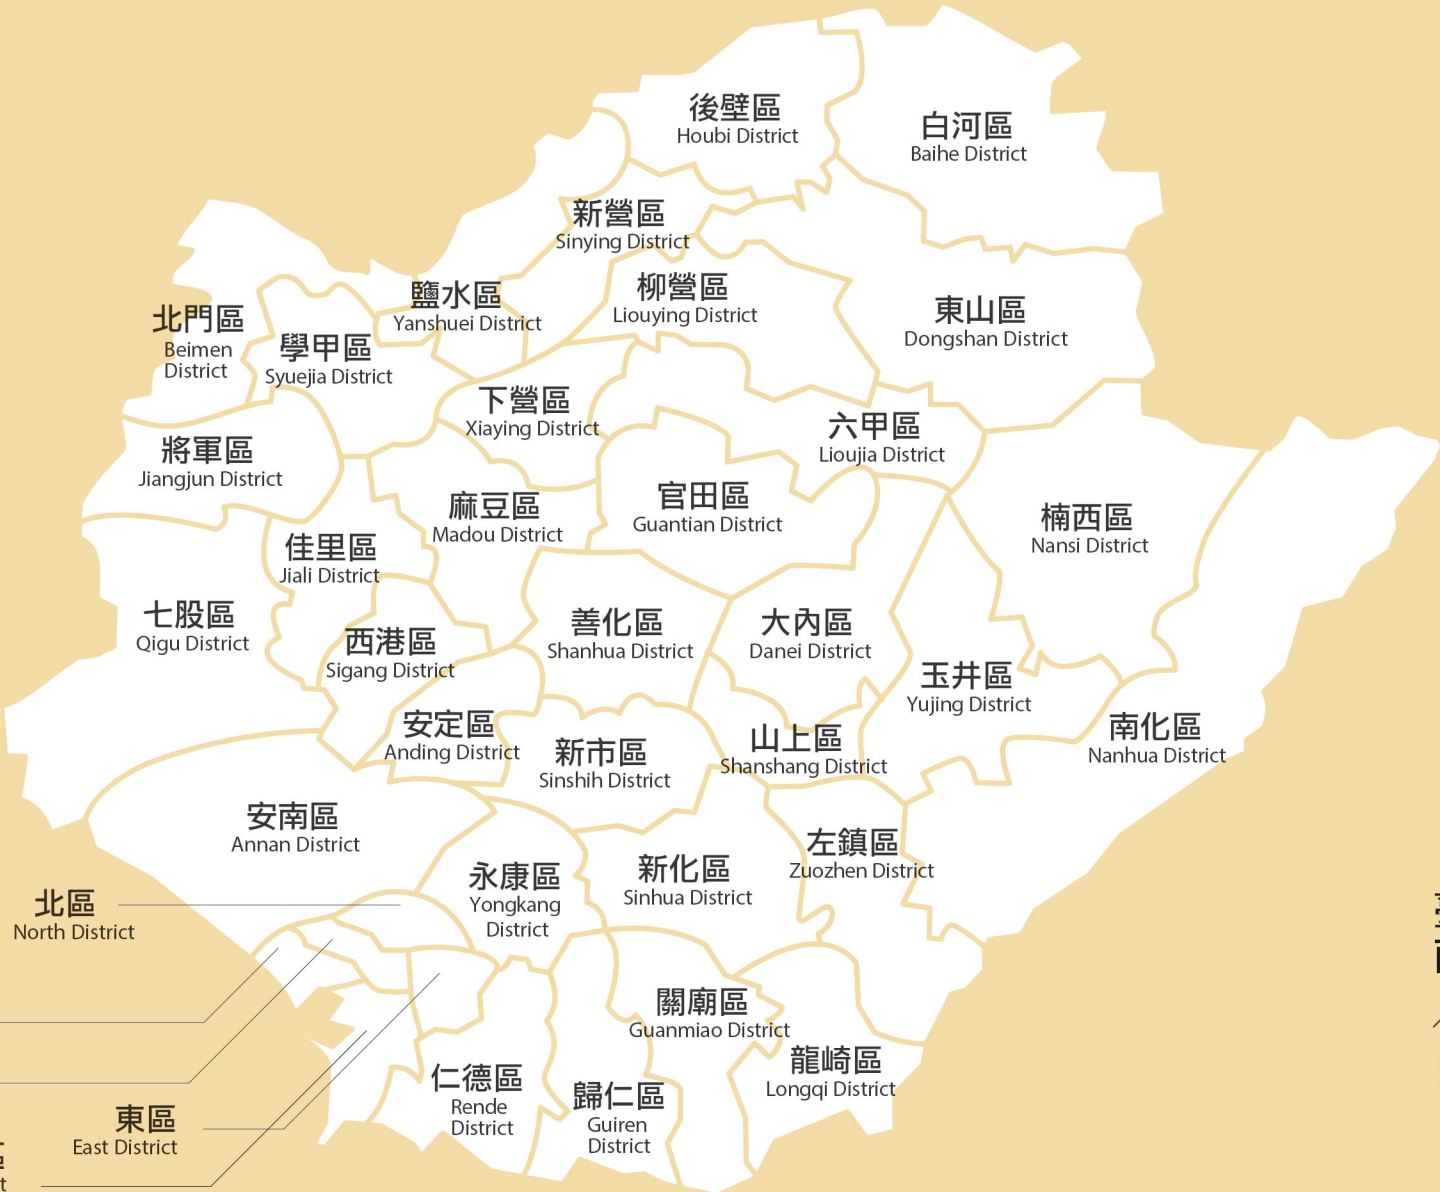 後壁區
Houbi District
白河區
Baihe District
新營區
Sinying District
鹽水區
Yanshuei District
柳營區
Liouying District
東山區
Dongshan District
北門區
Beimen
District
學甲區
Syuejia District
下營區
Xiaying District
六甲區
Lioujia District
將軍區
Jiangjun District
麻豆區
Madou District
官田區
Guantian District
楠西區
Nansi District
佳里區
Jiali District
七股區
Qigu District
西港區
Sigang District
善化區
Shanhua District
大內區
Danei District
玉井區
Yujing District
南化區
Nanhua District
安定區
Anding District
新市區
Sinshih District
山上區
Shanshang District
安南區
Annan District
永康區
Yongkang
District
新化區
Sinhua District
左鎮區
Zuozhen District
北區
North District
關廟區
Guanmiao District
龍崎區
Longqi District
仁德區
Rende
District
歸仁區
Guiren
District
東區
East District